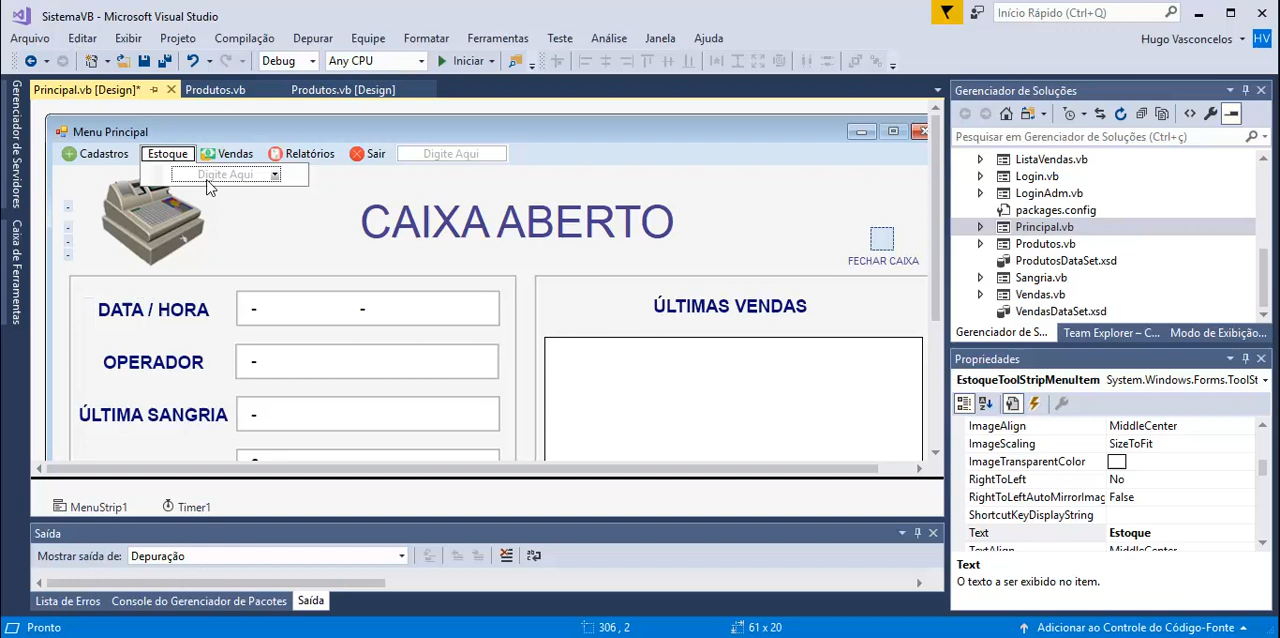 SistemaVB - Microsoft Visual Studio
Início Rápido (Ctrl+Q)
Arquivo Editar Exibir Projeto Compilação Depurar Equipe Formatar Ferramentas Teste Análise Janela Ajuda
Hugo Vasconcelos HV
Debug Any CPU Iniciar
Gerenciador de Servidores
Caixa de Ferramentas
Principal.vb [Design]* Produtos.vb Produtos.vb [Design]
Menu Principal
Cadastros Estoque Vendas Relatórios Sair Digite Aqui
Digite Aqui
CAIXA ABERTO
FECHAR CAIXA
DATA / HORA - -
OPERADOR -
ÚLTIMA SANGRIA -
ÚLTIMAS VENDAS
MenuStrip1 Timer1
Saída
Mostrar saída de: Depuração
Lista de Erros Console do Gerenciador de Pacotes Saída
Gerenciador de Soluções
Pesquisar em Gerenciador de Soluções (Ctrl+ç)
ListaVendas.vb
Login.vb
LoginAdm.vb
packages.config
Principal.vb
Produtos.vb
ProdutosDataSet.xsd
Sangria.vb
Vendas.vb
VendasDataSet.xsd
Gerenciador de S... Team Explorer – C... Modo de Exibição...
Propriedades
EstoqueToolStripMenuItem System.Windows.Forms.ToolSt
ImageAlign MiddleCenter
ImageScaling SizeToFit
ImageTransparentColor
RightToLeft No
RightToLeftAutoMirrorImag False
ShortcutKeyDisplayString
Text Estoque
TextAlign MiddleCenter
Text
O texto a ser exibido no item.
Pronto 306 , 2 61 x 20 Adicionar ao Controle do Código-Fonte